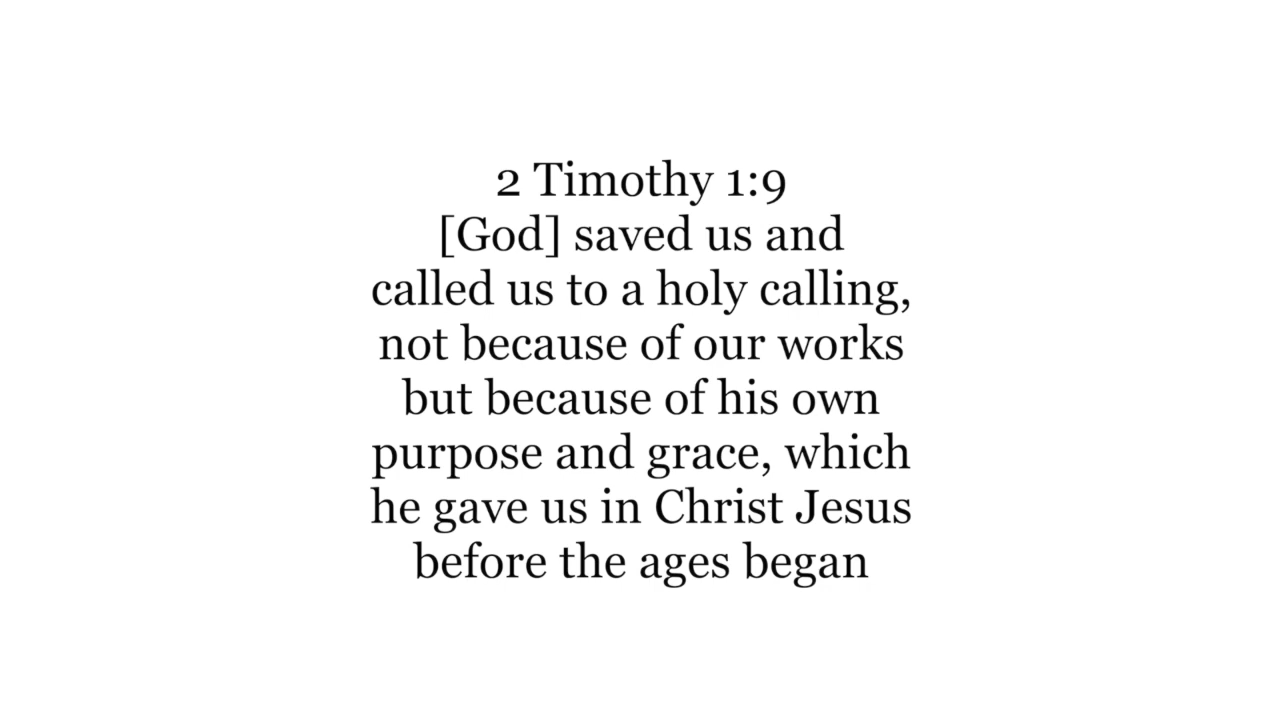 2 Timothy 1:9
[God] saved us and
called us to a holy calling,
not because of our works
but because of his own
purpose and grace, which
he gave us in Christ Jesus
before the ages began